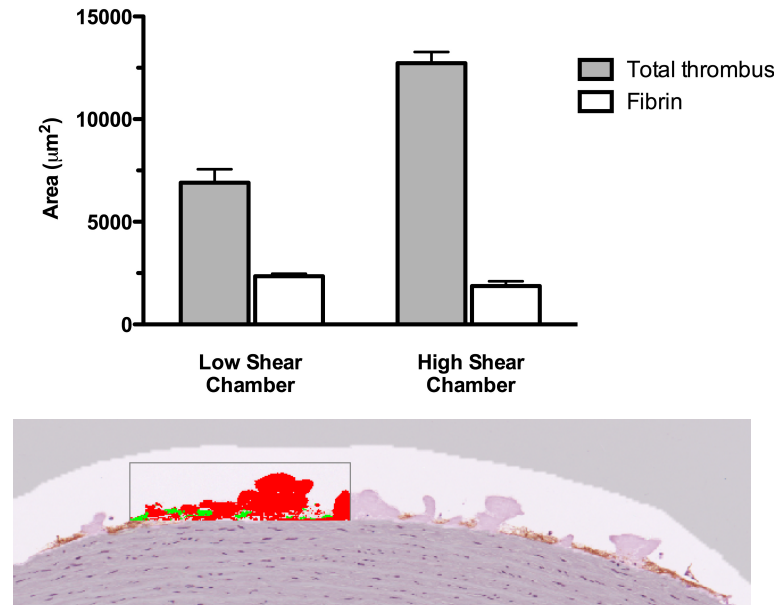 15000
10000
5000
0
Area (μm²)
Total thrombus
Fibrin
Low Shear
Chamber
High Shear
Chamber